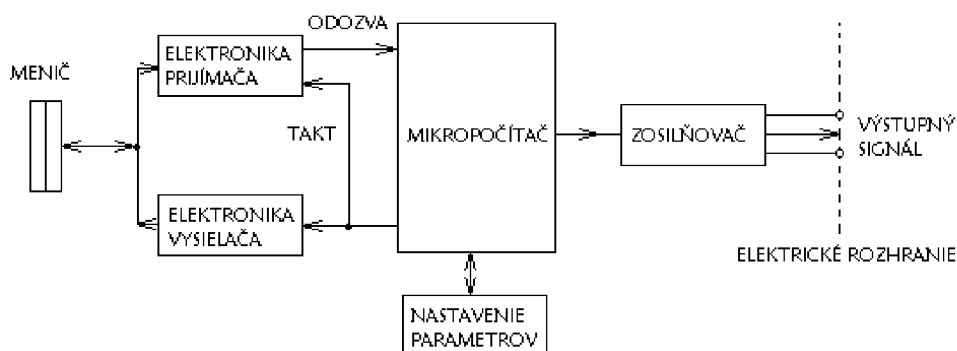 ODOZVA
ELEKTRONIKA
PRIJÍMAČA
MENIČ
TAKT
MIKROPOČÍTAČ
ZOSILŇOVAČ
VÝSTUPNÝ
SIGNÁL
ELEKTRONIKA
VYSIELAČA
ELEKTRICKÉ ROZHRANIE
NASTAVENIE
PARAMETROV